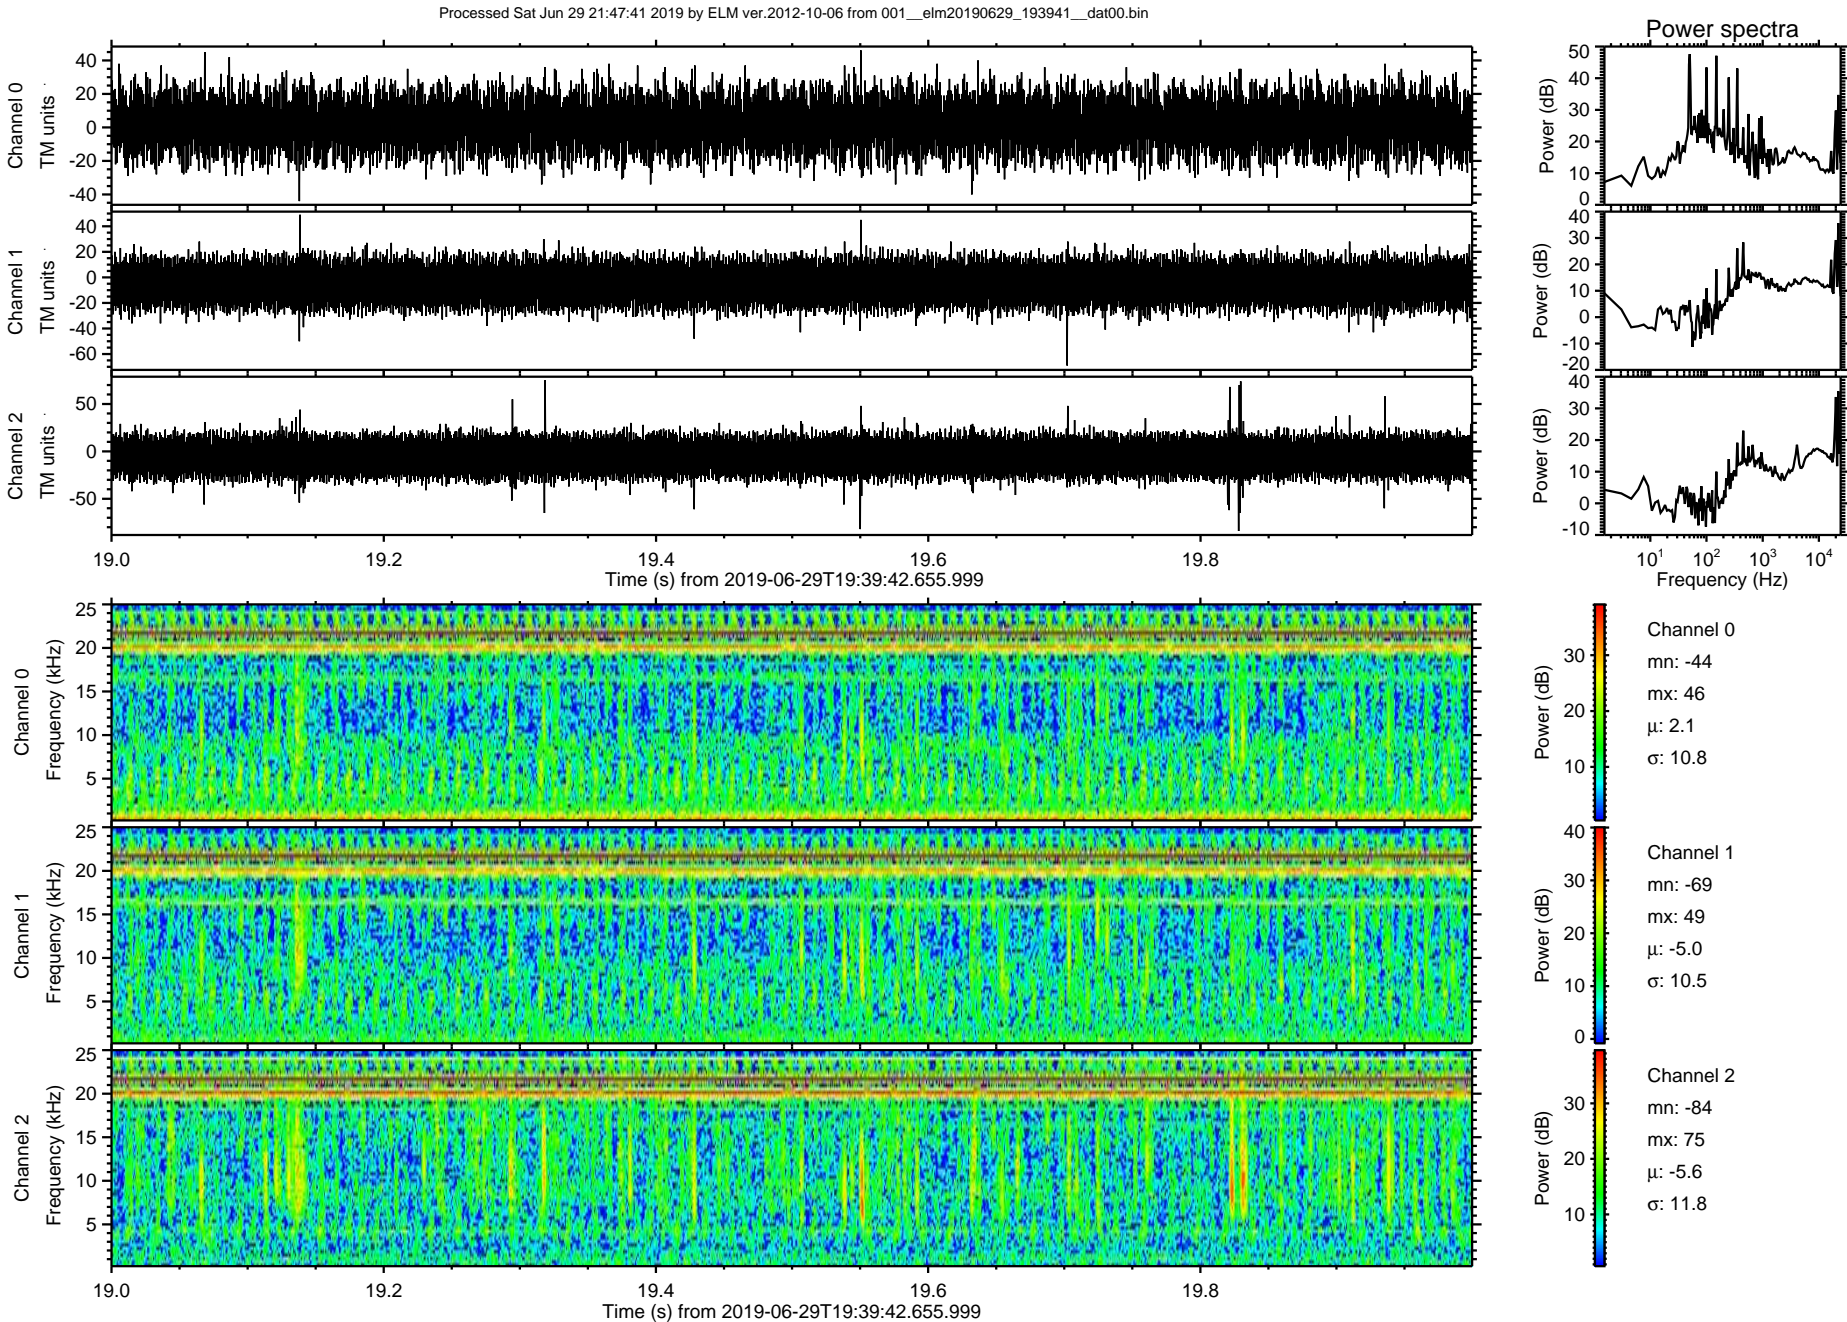 Processed Sat Jun 29 21:47:41 2019 by ELM ver.2012-10-06 from 001__elm20190629_193941__dat00.bin
Power spectra
Channel 0
TM units
40
20
0
-20
-40
Power (dB)
50
40
30
20
10
0
Channel 1
TM units
40
20
0
-20
-40
-60
Power (dB)
40
30
20
10
0
-10
-20
Channel 2
TM units
50
0
-50
Power (dB)
40
30
20
10
0
-10
19.0 19.2 19.4 19.6 19.8
Time (s) from 2019-06-29T19:39:42.655.999
10^1 10^2 10^3 10^4
Frequency (Hz)
Channel 0
Frequency (kHz)
25
20
15
10
5
Power (dB)
30
20
10
Channel 0
mn: -44
mx: 46
μ: 2.1
σ: 10.8
Channel 1
Frequency (kHz)
25
20
15
10
5
Power (dB)
40
30
20
10
0
Channel 1
mn: -69
mx: 49
μ: -5.0
σ: 10.5
Channel 2
Frequency (kHz)
25
20
15
10
5
Power (dB)
30
20
10
Channel 2
mn: -84
mx: 75
μ: -5.6
σ: 11.8
19.0 19.2 19.4 19.6 19.8
Time (s) from 2019-06-29T19:39:42.655.999